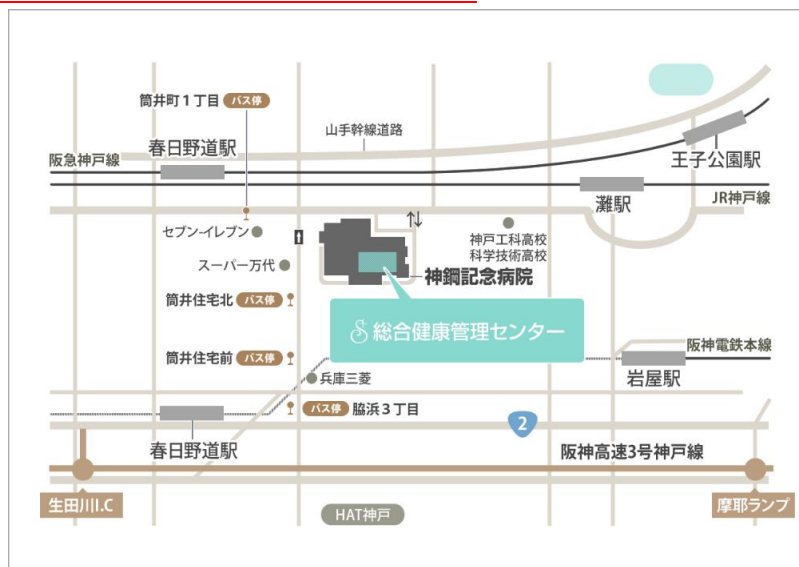 筒井町1丁目 バス停
山手幹線道路
春日野道駅
阪急神戸線
王子公園駅
灘駅
JR神戸線
セブン-イレブン
神戸工科高校
科学技術高校
スーパー万代
神鋼記念病院
筒井住宅北 バス停
総合健康管理センター
筒井住宅前 バス停
阪神電鉄本線
兵庫三菱
岩屋駅
バス停 脇浜3丁目
2
春日野道駅
阪神高速3号神戸線
生田川I.C
摩耶ランプ
HAT神戸